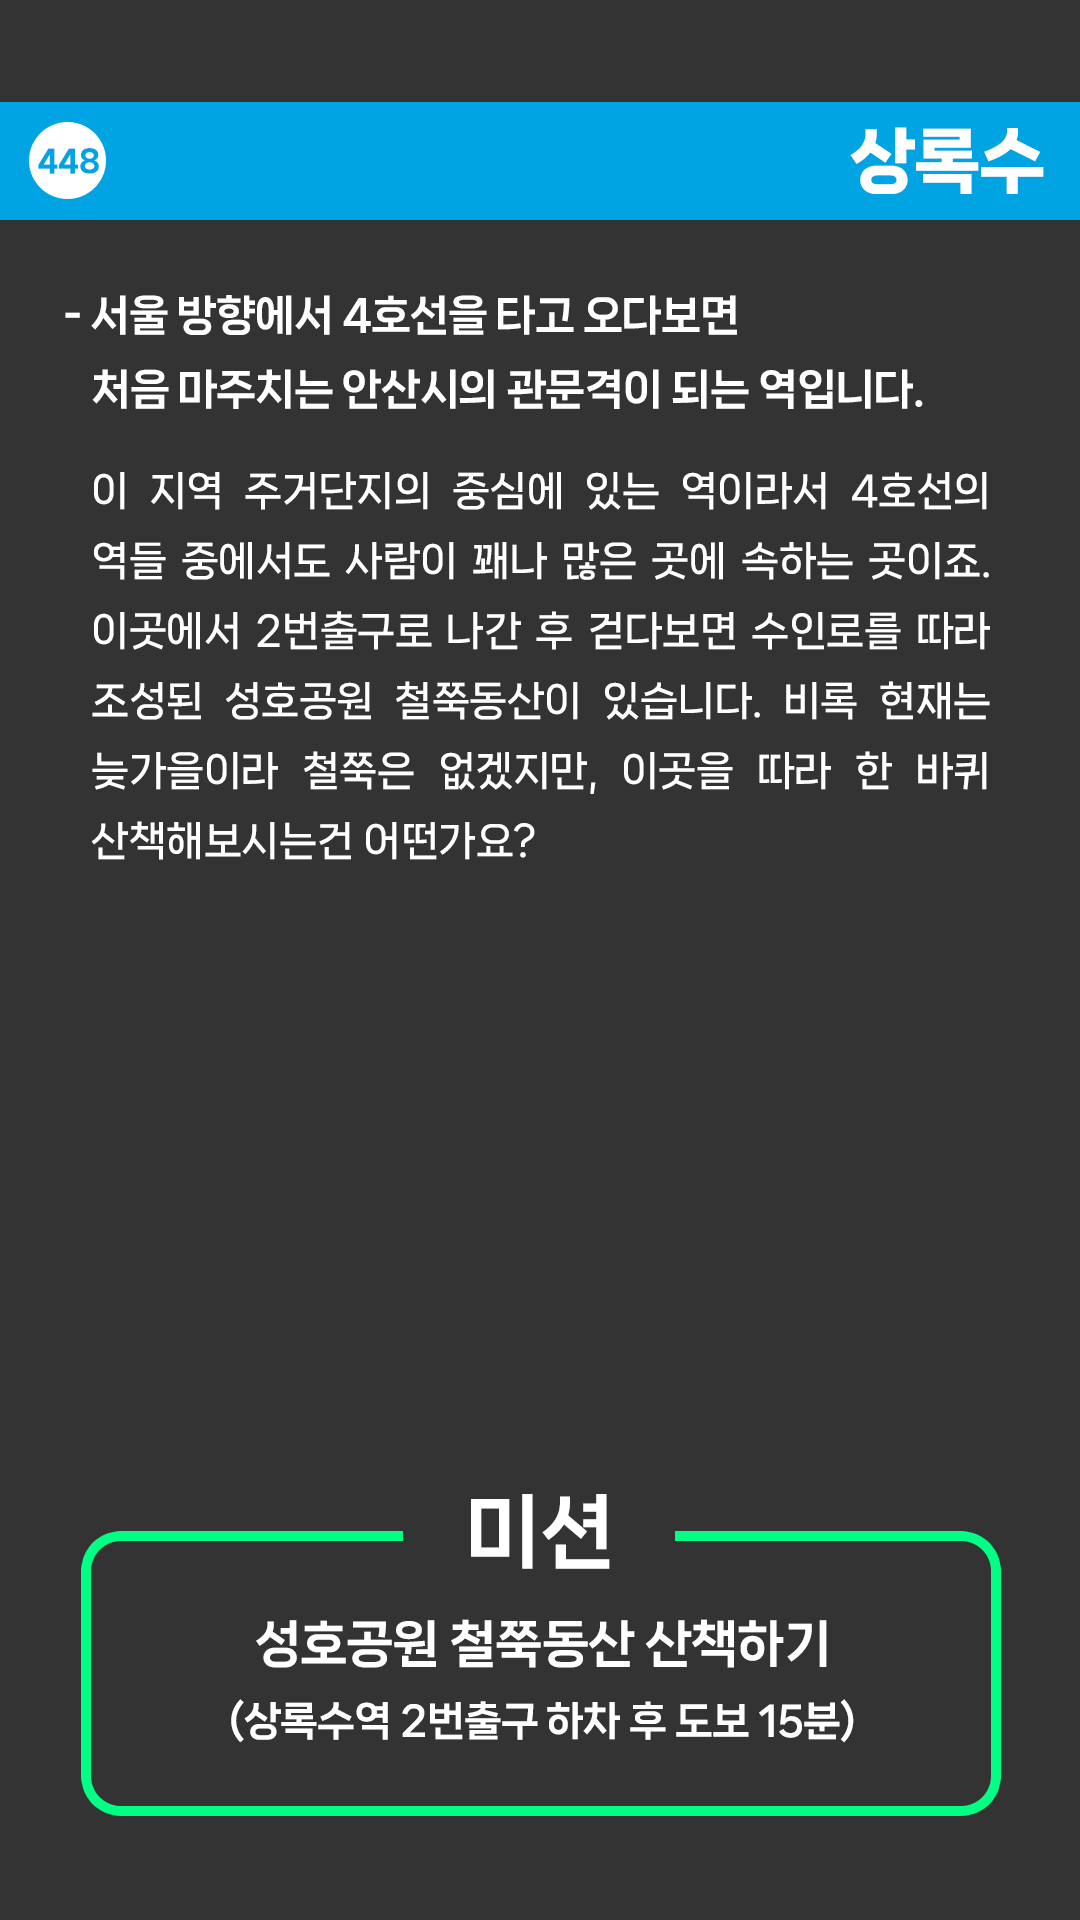 448
상록수
- 서울 방향에서 4호선을 타고 오다보면
처음 마주치는 안산시의 관문격이 되는 역입니다.
이 지역 주거단지의 중심에 있는 역이라서 4호선의
역들 중에서도 사람이 꽤나 많은 곳에 속하는 곳이죠.
이곳에서 2번출구로 나간 후 걷다보면 수인로를 따라
조성된 성호공원 철쭉동산이 있습니다. 비록 현재는
늦가을이라 철쭉은 없겠지만, 이곳을 따라 한 바퀴
산책해보시는건 어떤가요?
미션
성호공원 철쭉동산 산책하기
(상록수역 2번출구 하차 후 도보 15분)